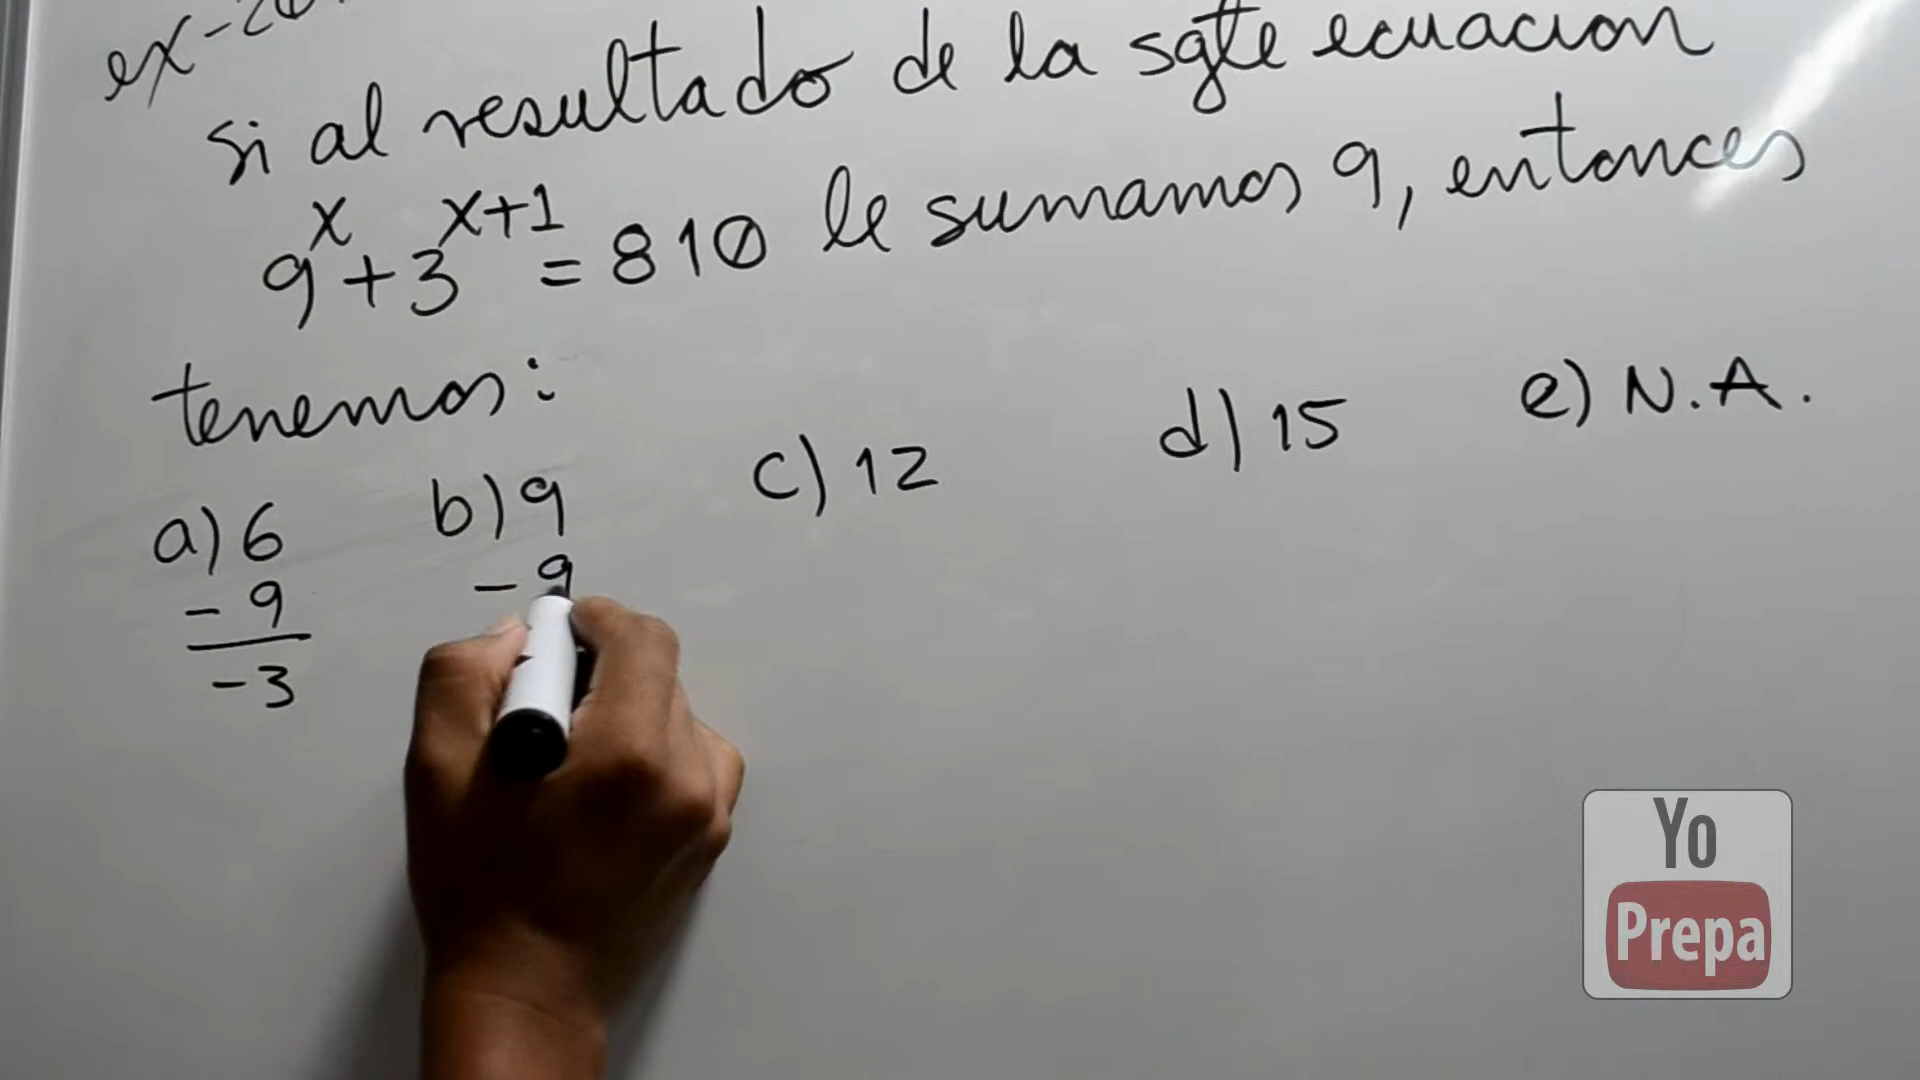 si al resultado de la sgte ecuacion
9^x+3^x+1=810 le sumamos 9, entonces
tenemos:
a)6 b)9 c)12 d)15 e)N.A.
-9 -9
-3
Yo
Prepa